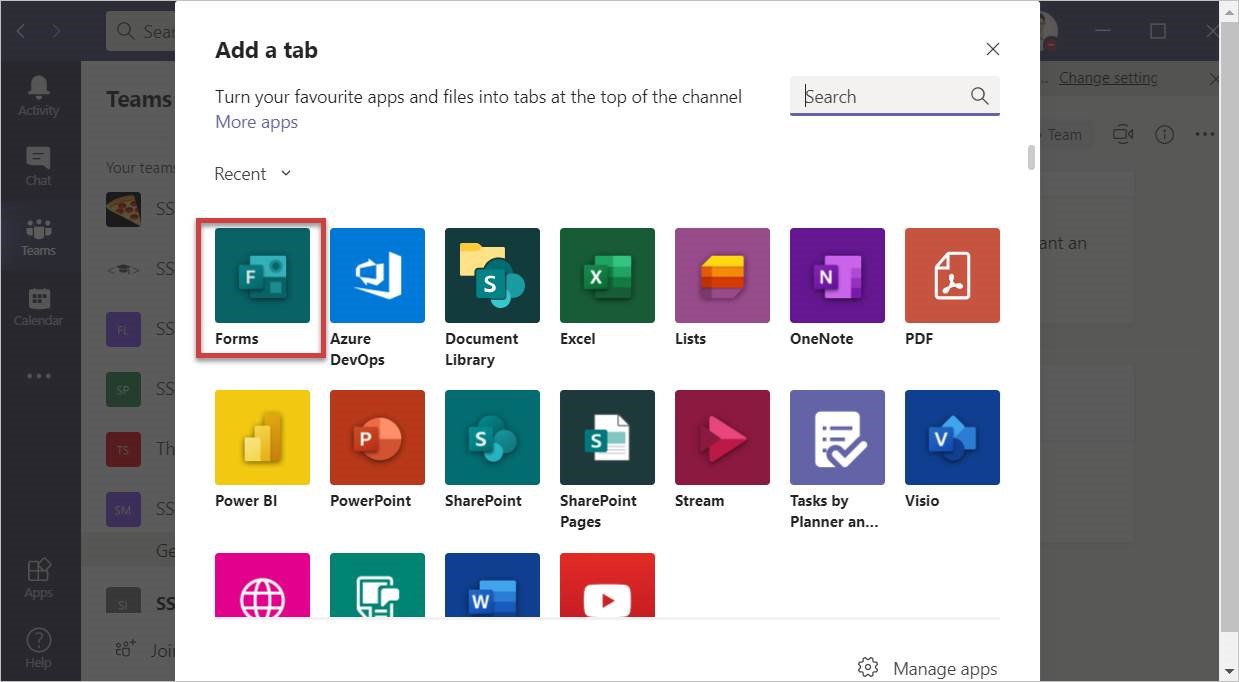 Sear
Add a tab
Turn your favourite apps and files into tabs at the top of the channel
More apps
Search
Change setting
Recent
Activity
Chat
Teams
Calendar
Apps
Help
Teams
Your teams
SS
SS
FL
SS
SP
SS
TS
Th
SM
SS
Ge
SI
SS
Join
Team
ant an
F
Forms
Azure
DevOps
S
Document
Library
X
Excel
Lists
N
OneNote
PDF
Power BI
P
PowerPoint
S
SharePoint
S
SharePoint
Pages
Stream
Tasks by
Planner an...
V
Visio
W
Manage apps